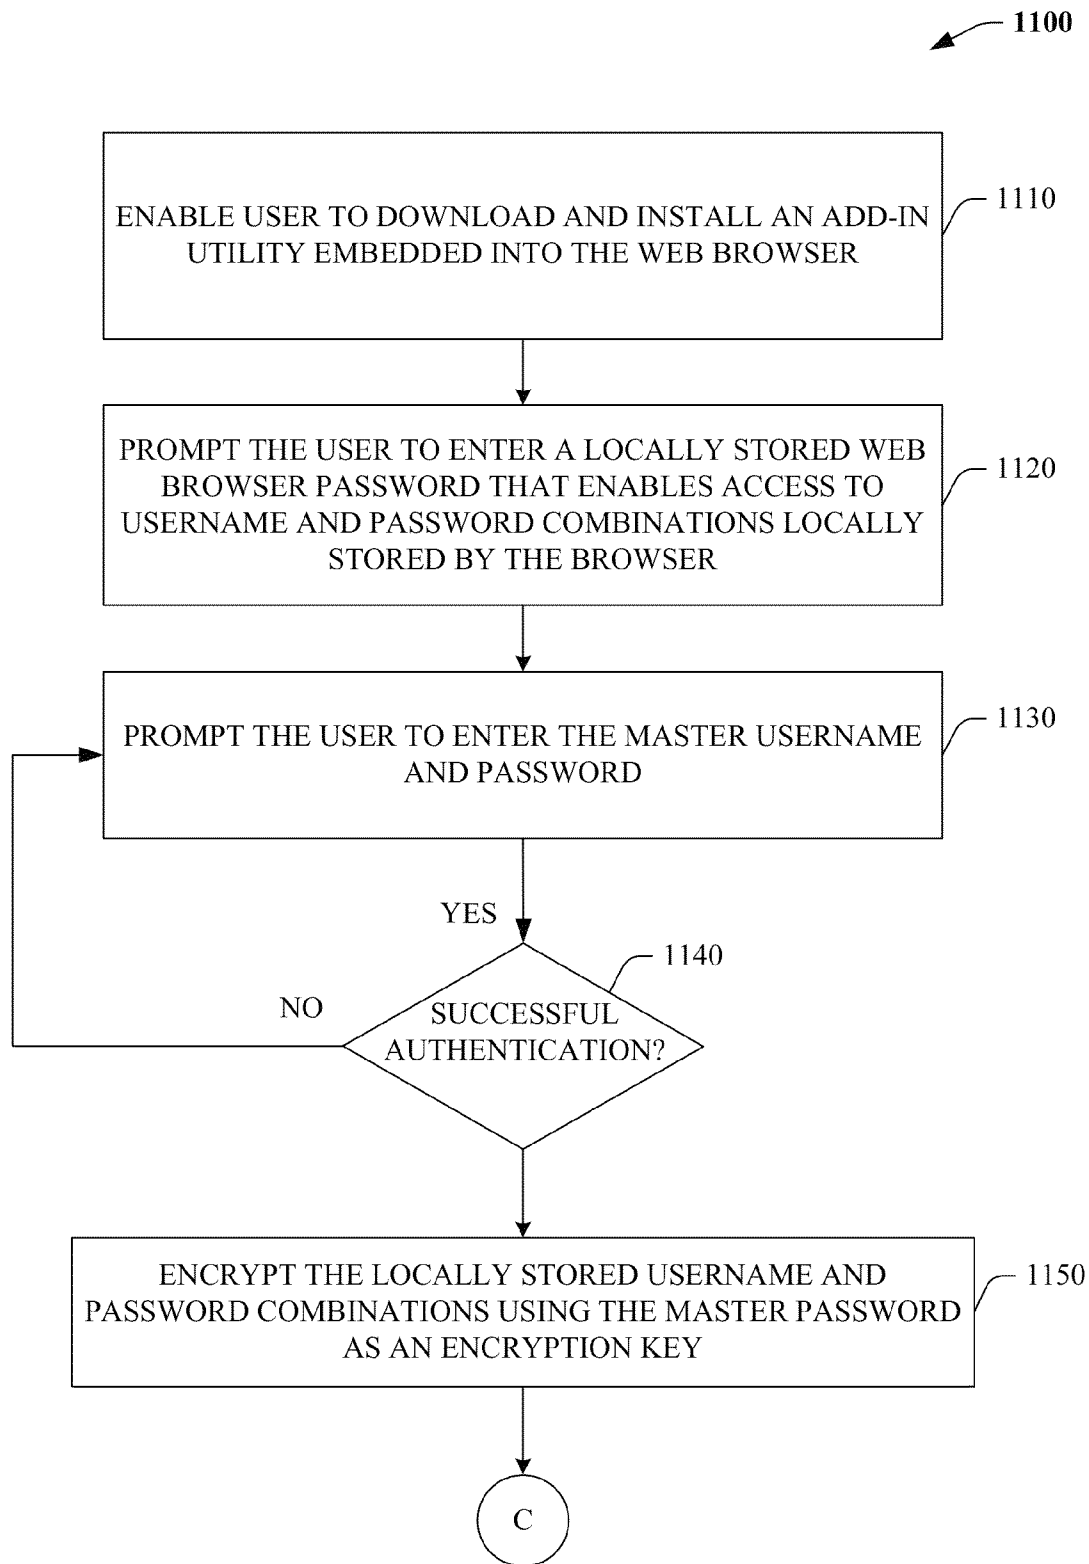 1100
ENABLE USER TO DOWNLOAD AND INSTALL AN ADD-IN
UTILITY EMBEDDED INTO THE WEB BROWSER
1110
PROMPT THE USER TO ENTER A LOCALLY STORED WEB
BROWSER PASSWORD THAT ENABLES ACCESS TO
USERNAME AND PASSWORD COMBINATIONS LOCALLY
STORED BY THE BROWSER
1120
PROMPT THE USER TO ENTER THE MASTER USERNAME
AND PASSWORD
1130
YES
1140
NO
SUCCESSFUL
AUTHENTICATION?
ENCRYPT THE LOCALLY STORED USERNAME AND
PASSWORD COMBINATIONS USING THE MASTER PASSWORD
AS AN ENCRYPTION KEY
1150
C